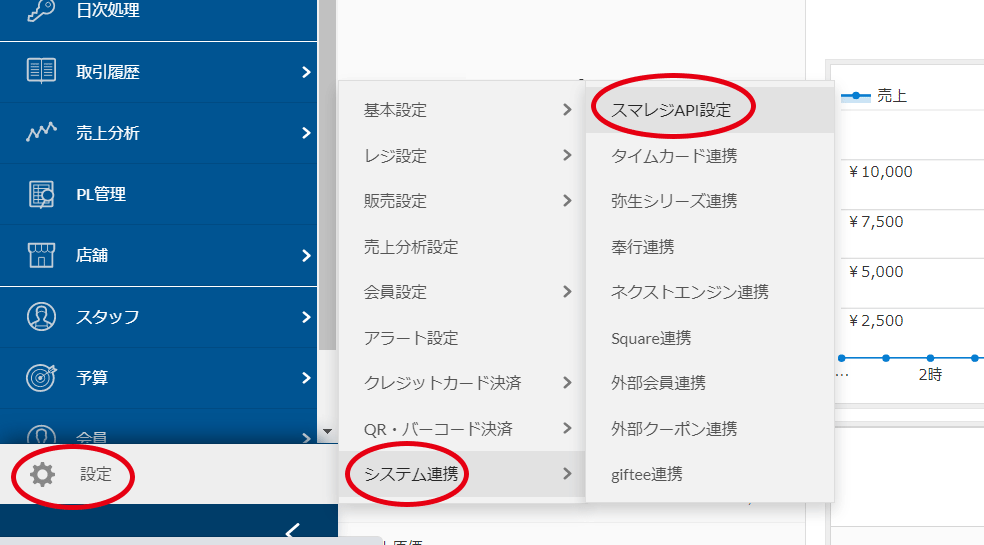 日次処理
取引履歴
売上分析
PL管理
店舗
スタッフ
予算
会員
設定
基本設定
レジ設定
販売設定
売上分析設定
会員設定
アラート設定
クレジットカード決済
QR・バーコード決済
システム連携
スマレジAPI設定
タイムカード連携
弥生シリーズ連携
奉行連携
ネクストエンジン連携
Square連携
外部会員連携
外部クーポン連携
giftee連携
売上
¥10,000
¥7,500
¥5,000
¥2,500
… 2時
原価